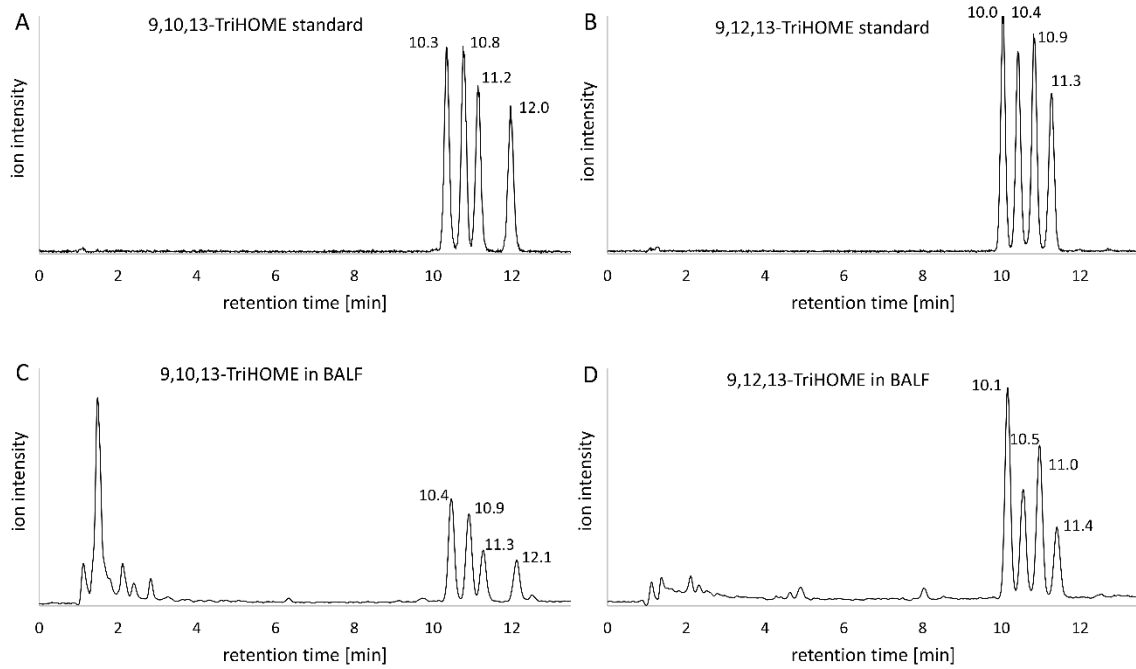 A
9,10,13-TriHOME standard
10.3
10.8
11.2
12.0
ion intensity
0 2 4 6 8 10 12
retention time [min]
B
9,12,13-TriHOME standard
10.0
10.4
10.9
11.3
ion intensity
0 2 4 6 8 10 12
retention time [min]
C
9,10,13-TriHOME in BALF
10.4
10.9
11.3
12.1
ion intensity
0 2 4 6 8 10 12
retention time [min]
D
9,12,13-TriHOME in BALF
10.1
10.5
11.0
11.4
ion intensity
0 2 4 6 8 10 12
retention time [min]